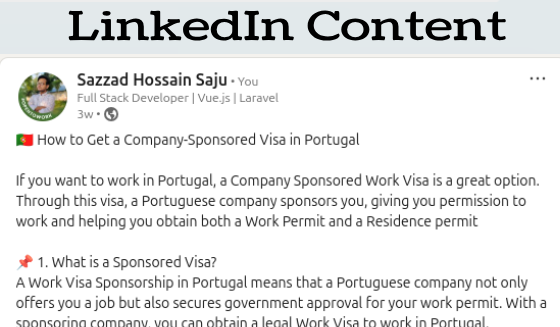 LinkedIn Content
Sazzad Hossain Saju • You
Full Stack Developer | Vue.js | Laravel
3w •
🇵🇹 How to Get a Company-Sponsored Visa in Portugal
If you want to work in Portugal, a Company Sponsored Work Visa is a great option.
Through this visa, a Portuguese company sponsors you, giving you permission to
work and helping you obtain both a Work Permit and a Residence permit
📌 1. What is a Sponsored Visa?
A Work Visa Sponsorship in Portugal means that a Portuguese company not only
offers you a job but also secures government approval for your work permit. With a
sponsoring company, you can obtain a legal Work Visa to work in Portugal.